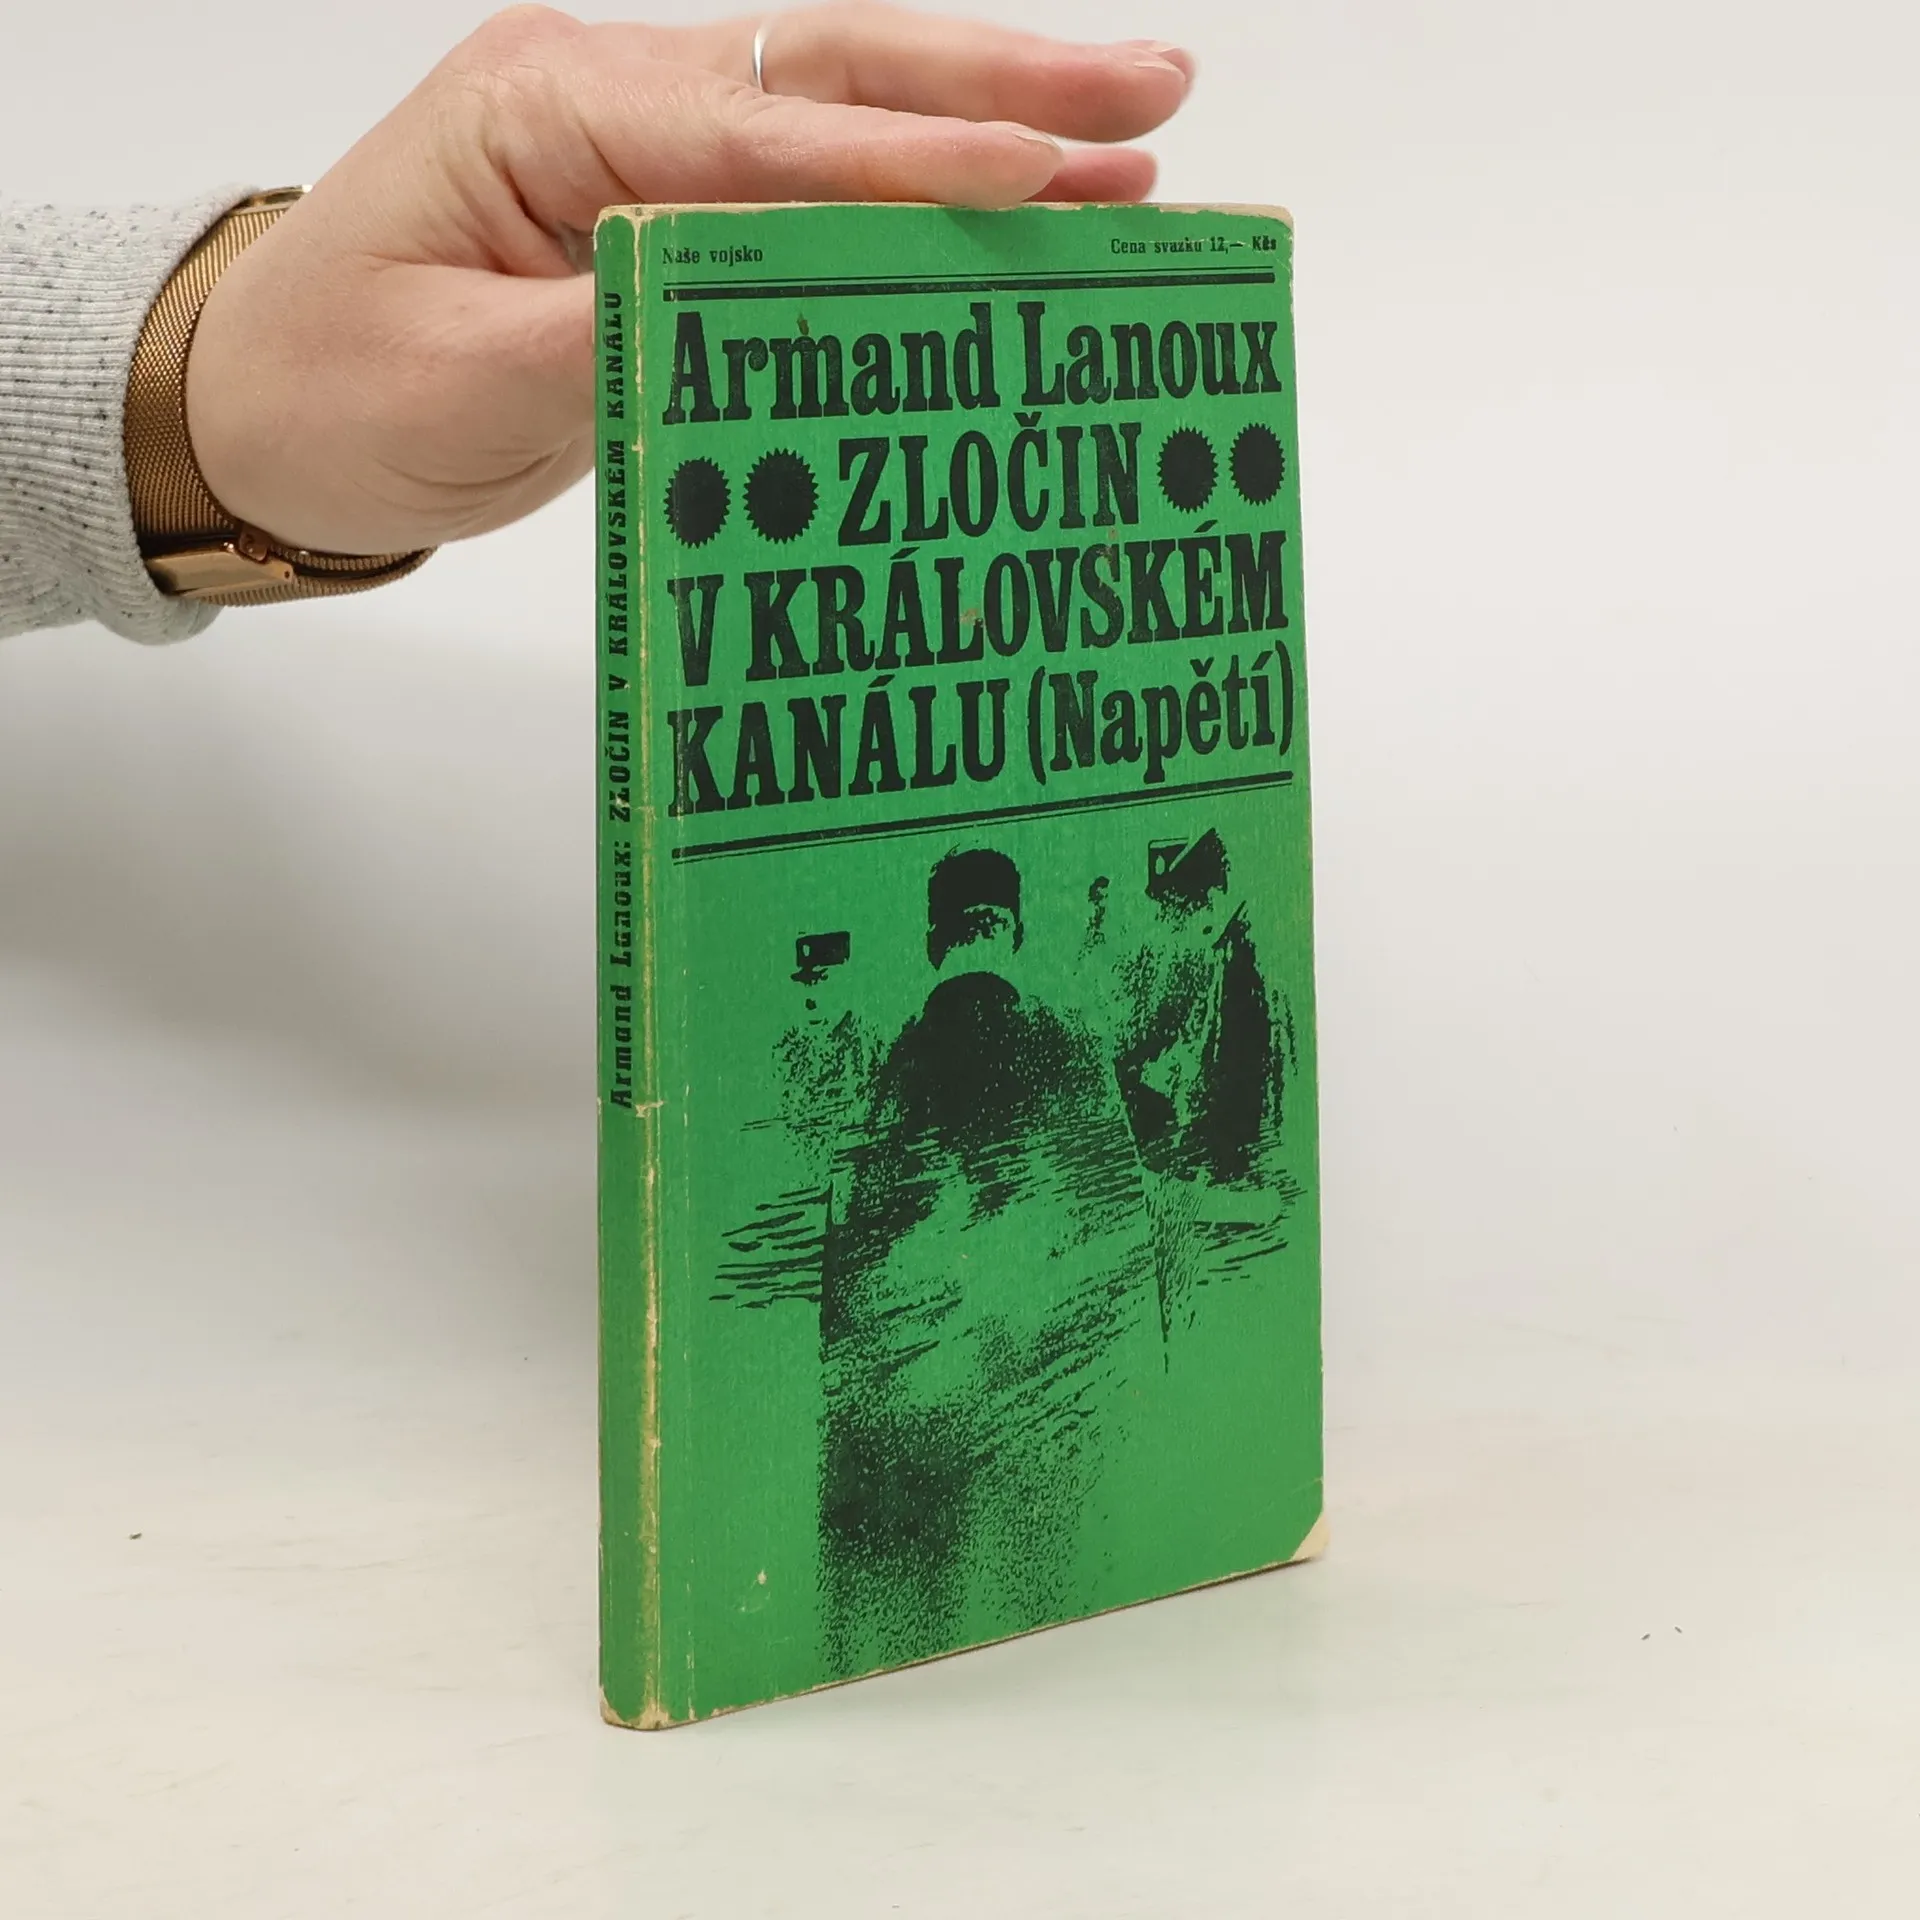 Naše vojsko
Cena svazku 12,— Kčs
Armand Lanoux
ZLOČIN
V KRÁLOVSKÉM
KANÁLU (Napětí)
Armand Lanoux: ZLOČIN V KRÁLOVSKÉM KANÁLU